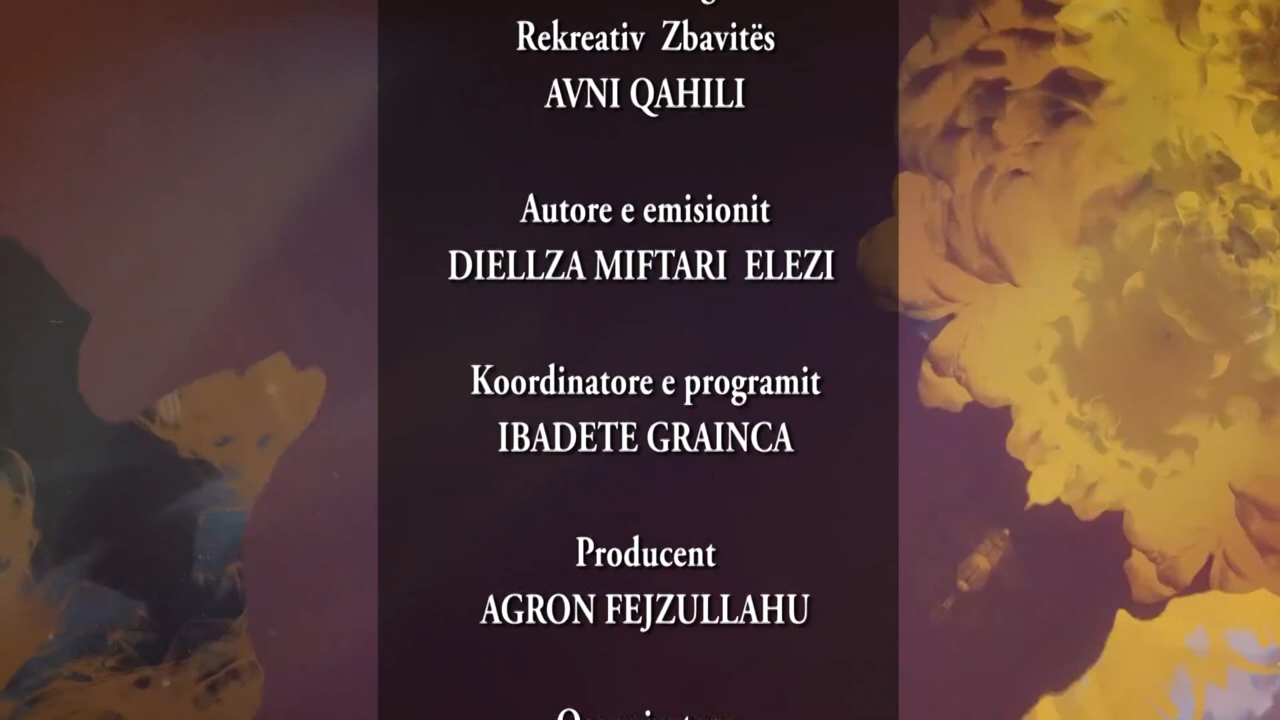 Rekreativ Zbavitës
AVNI QAHILI
Autore e emisionit
DIELLZA MIFTARI ELEZI
Koordinatore e programit
IBADETE GRAINCA
Producent
AGRON FEJZULLAHU